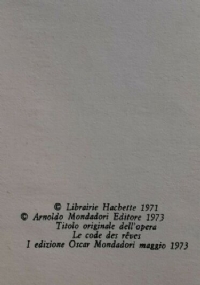 © Librairie Hachette 1971
© Arnoldo Mondadori Editore 1973
Titolo originale dell'opera
Le code des rêves
I edizione Oscar Mondadori maggio 1973